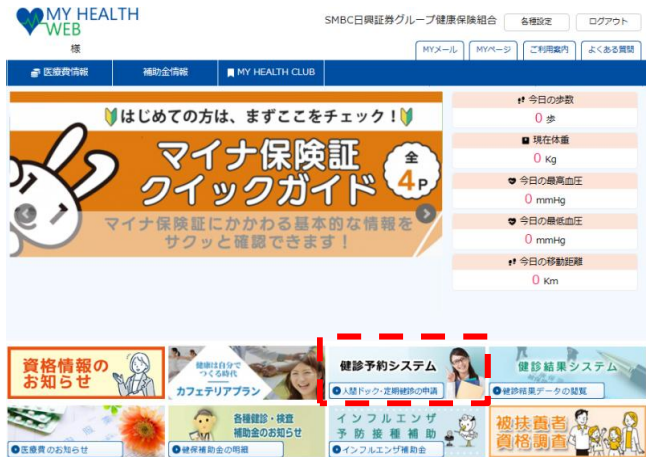 MY HEALTH WEB
SMBC日興証券グループ健康保険組合
各種設定
ログアウト
様
MYメール
MYページ
ご利用案内
よくある質問
医療費情報
補助金情報
MY HEALTH CLUB
はじめての方は、まずここをチェック！
マイナ保険証
クイックガイド
全
4P
マイナ保険証にかかわる基本的な情報を
サクッと確認できます！
今日の歩数
0 歩
現在体重
0 Kg
今日の最高血圧
0 mmHg
今日の最低血圧
0 mmHg
今日の移動距離
0 Km
資格情報の
お知らせ
健康は自分で
つくる時代
カフェテリアプラン
健診予約システム
人間ドック・定期健診の申請
健診結果システム
健診結果データの閲覧
医療費のお知らせ
各種健診・検査
補助金のお知らせ
健保補助金の明細
インフルエンザ
予防接種補助
インフルエンザ補助金
被扶養者
資格調査